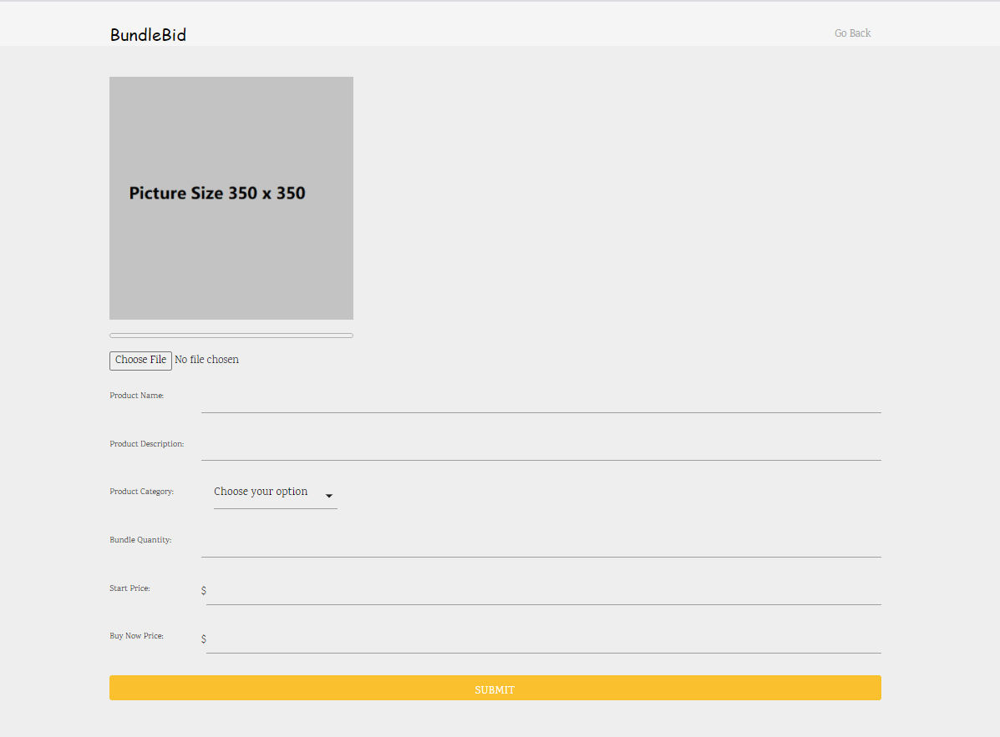 BundleBid
Go Back
Picture Size 350 x 350
Choose File No file chosen
Product Name:
Product Description:
Product Category: Choose your option
Bundle Quantity:
Start Price: $
Buy Now Price: $
SUBMIT